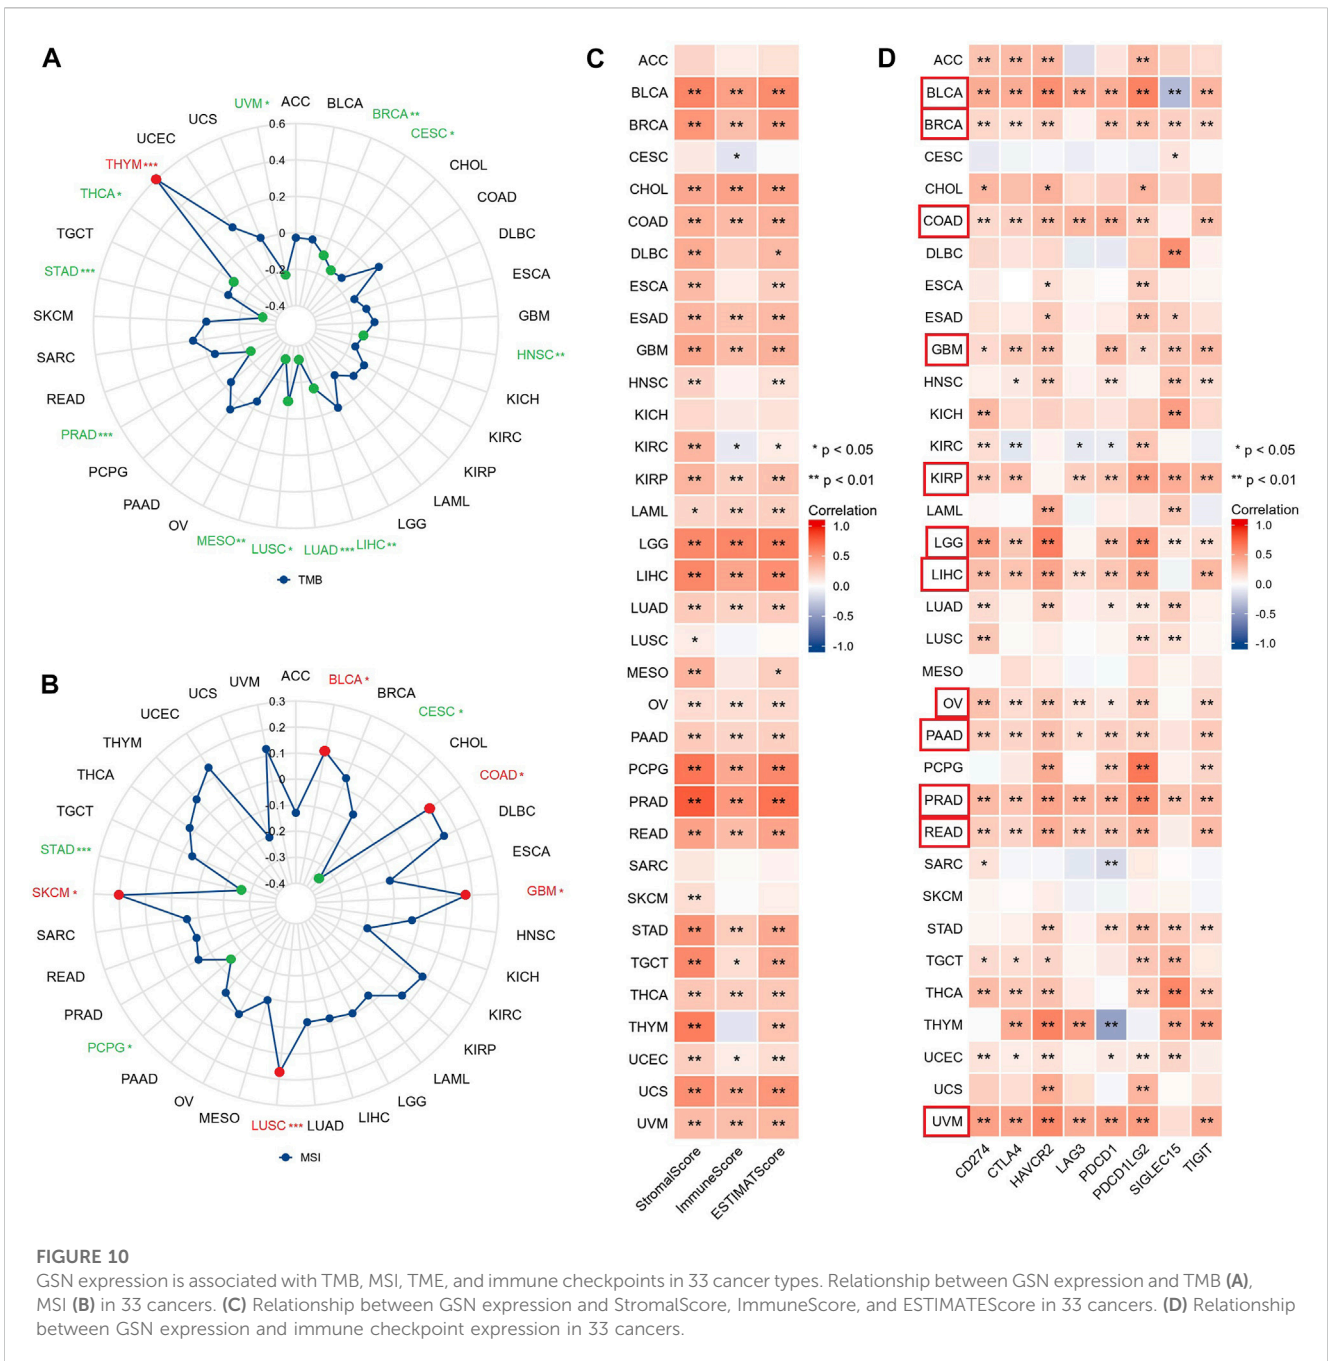 A
ACC
BLCA
BRCA**
CESC*
CHOL
COAD
DLBC
ESCA
GBM
HNSC**
KICH
KIRC
KIRP
LAML
LGG
LIHC**
LUAD***
LUSC*
MESO**
OV
PAAD
PCPG
PRAD***
READ
SARC
SKCM
STAD***
TGCT
THCA*
THYM***
UCEC
UCS
UVM*
0.6
0.4
0.2
0
-0.2
-0.4
TMB
B
ACC
BLCA*
BRCA
CESC*
CHOL
COAD*
DLBC
ESCA
GBM*
HNSC
KICH
KIRC
KIRP
LAML
LGG
LIHC
LUAD
LUSC***
MESO
OV
PAAD
PCPG*
PRAD
READ
SARC
SKCM*
STAD***
TGCT
THCA
THYM
UCEC
UCS
UVM
0.3
0.2
0.1
0
-0.1
-0.2
-0.3
-0.4
MSI
C
ACC
BLCA ** ** **
BRCA ** ** **
CESC *
CHOL ** ** **
COAD ** ** **
DLBC ** *
ESCA ** **
ESAD ** ** **
GBM ** ** **
HNSC ** **
KICH
KIRC ** * *
KIRP ** ** **
LAML * ** **
LGG ** ** **
LIHC ** ** **
LUAD ** ** **
LUSC *
MESO ** *
OV ** ** **
PAAD ** ** **
PCPG ** ** **
PRAD ** ** **
READ ** ** **
SARC
SKCM **
STAD ** ** **
TGCT ** * **
THCA ** ** **
THYM ** **
UCEC ** * **
UCS ** ** **
UVM ** ** **
StromalScore
ImmuneScore
ESTIMATScore
* p < 0.05
** p < 0.01
Correlation
1.0
0.5
0.0
-0.5
-1.0
D
ACC ** ** ** **
BLCA ** ** ** ** ** ** ** **
BRCA ** ** ** ** ** ** **
CESC *
CHOL * * *
COAD ** ** ** ** ** ** **
DLBC **
ESCA * **
ESAD * ** *
GBM * ** ** ** * ** **
HNSC * ** ** ** **
KICH ** **
KIRC ** ** * * **
KIRP ** ** ** ** ** ** **
LAML ** **
LGG ** ** ** ** ** ** **
LIHC ** ** ** ** ** ** **
LUAD ** ** * ** **
LUSC ** ** **
MESO
OV ** ** ** ** * ** **
PAAD ** ** ** * ** ** **
PCPG ** ** ** **
PRAD ** ** ** ** ** ** ** **
READ ** ** ** ** ** ** **
SARC * **
SKCM
STAD ** ** ** ** **
TGCT * * * ** **
THCA ** ** ** ** ** **
THYM ** ** ** ** ** **
UCEC ** * ** * ** **
UCS ** **
UVM ** ** ** ** ** ** **
CD274
CTLA4
HAVCR2
LAG3
PDCD1
PDCD1LG2
SIGLEC15
TIGIT
* p < 0.05
** p < 0.01
Correlation
1.0
0.5
0.0
-0.5
-1.0
FIGURE 10
GSN expression is associated with TMB, MSI, TME, and immune checkpoints in 33 cancer types. Relationship between GSN expression and TMB (A),
MSI (B) in 33 cancers. (C) Relationship between GSN expression and StromalScore, ImmuneScore, and ESTIMATEScore in 33 cancers. (D) Relationship
between GSN expression and immune checkpoint expression in 33 cancers.